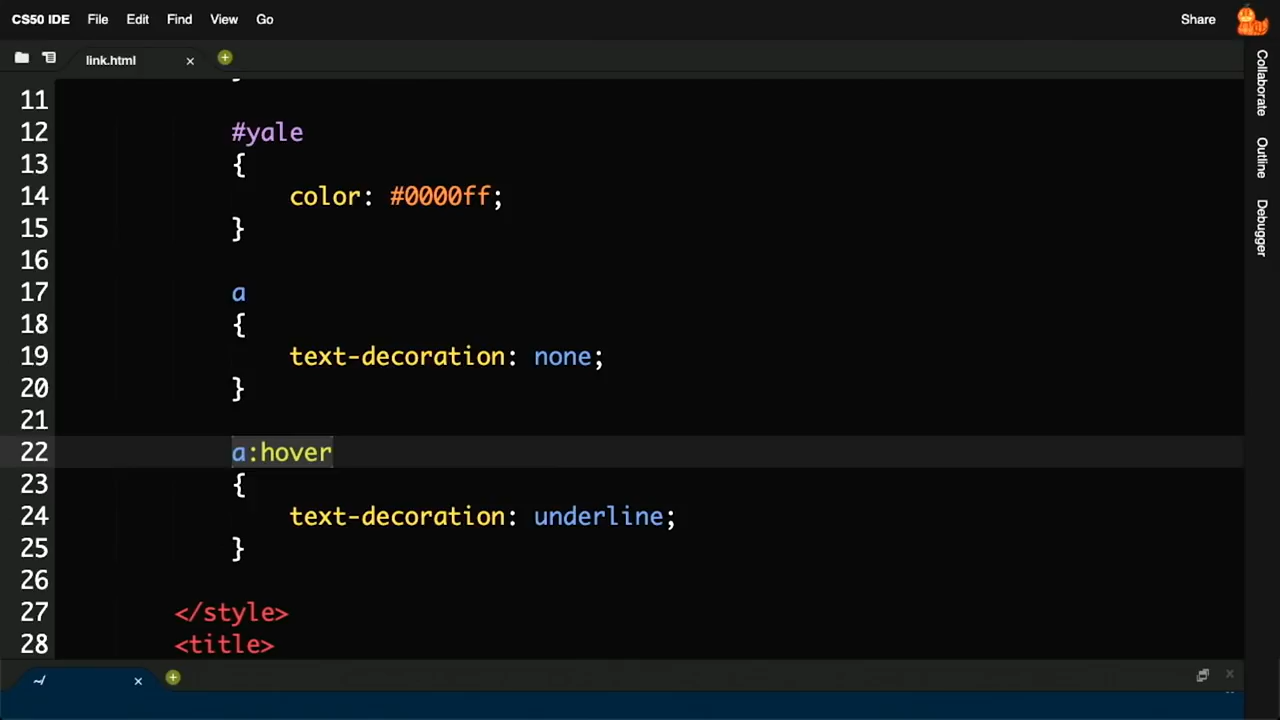 CS50 IDE File Edit Find View Go Share
link.html
11
12 #yale
13 {
14 color: #0000ff;
15 }
16
17 a
18 {
19 text-decoration: none;
20 }
21
22 a:hover
23 {
24 text-decoration: underline;
25 }
26
27 </style>
28 <title>
~/
Collaborate
Outline
Debugger